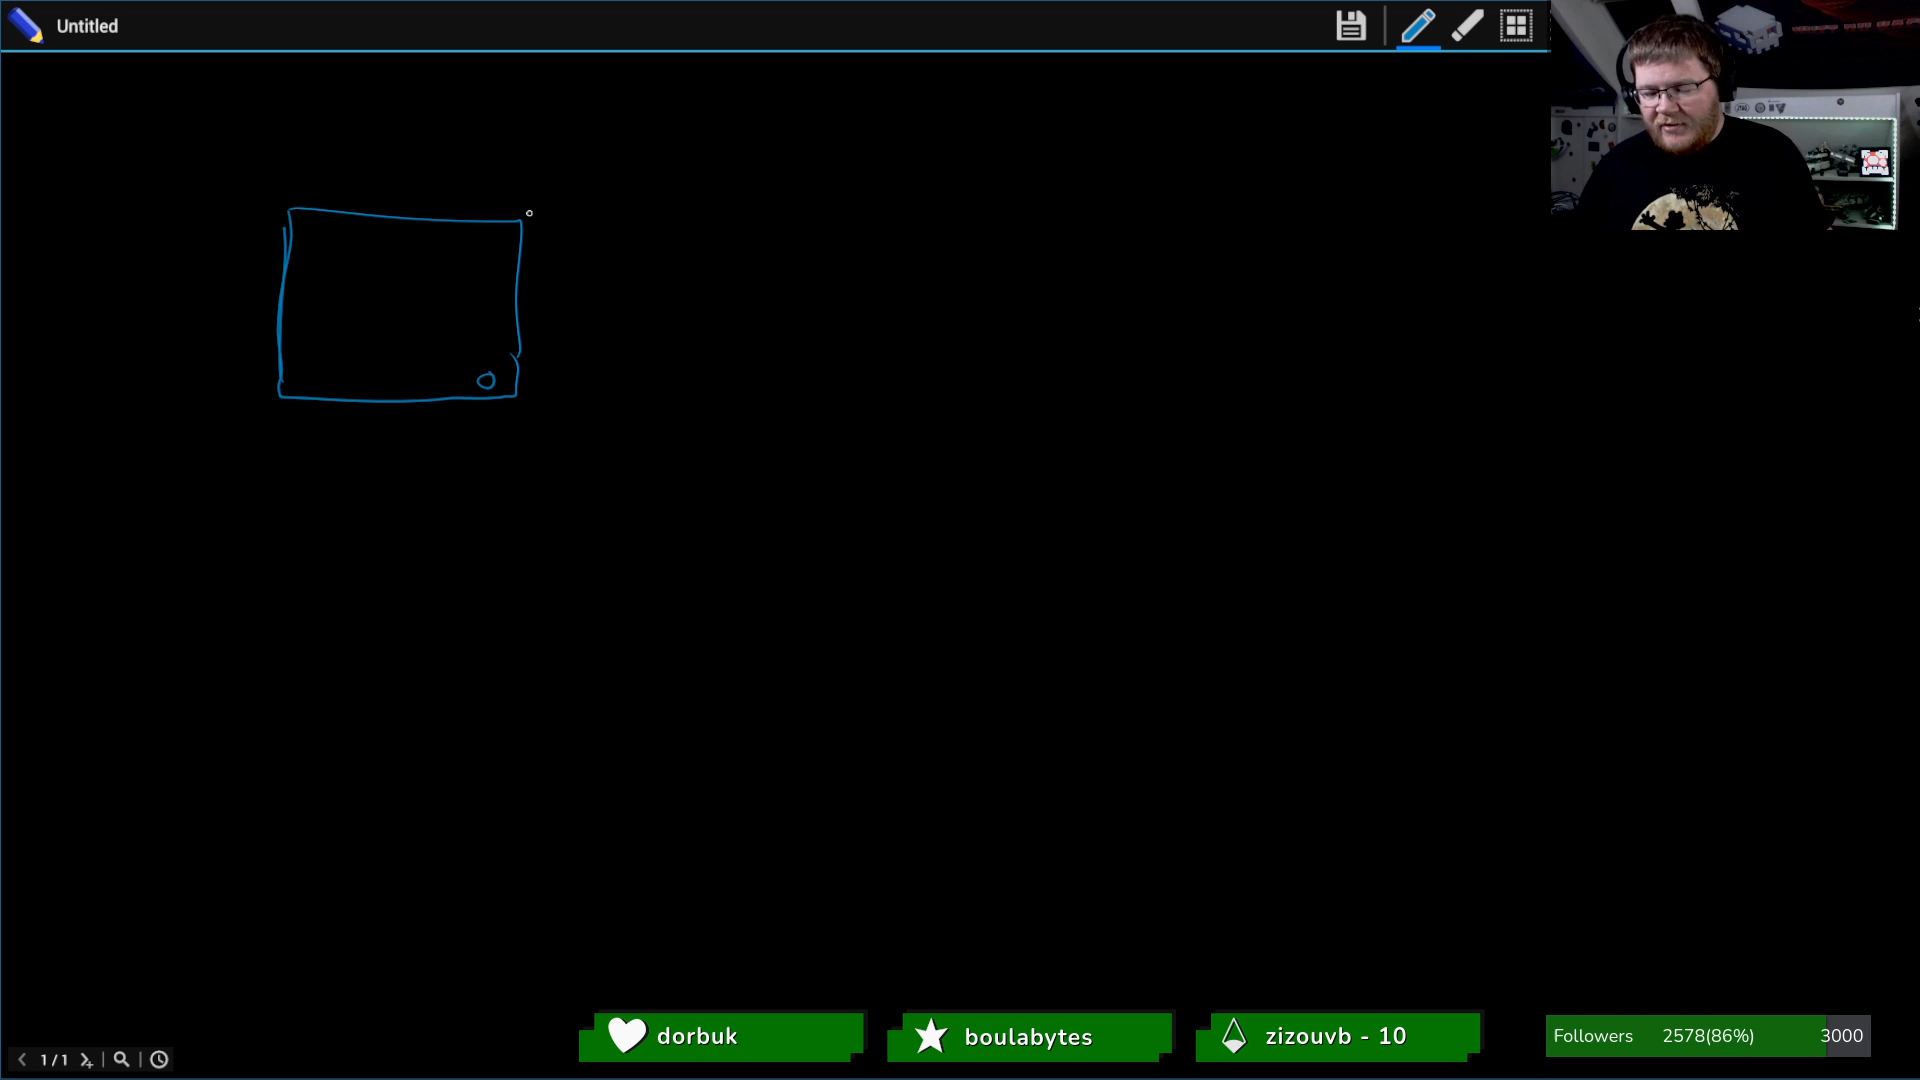 Untitled
dorbuk
boulabytes
zizouvb - 10
Followers 2578(86%) 3000
1/1